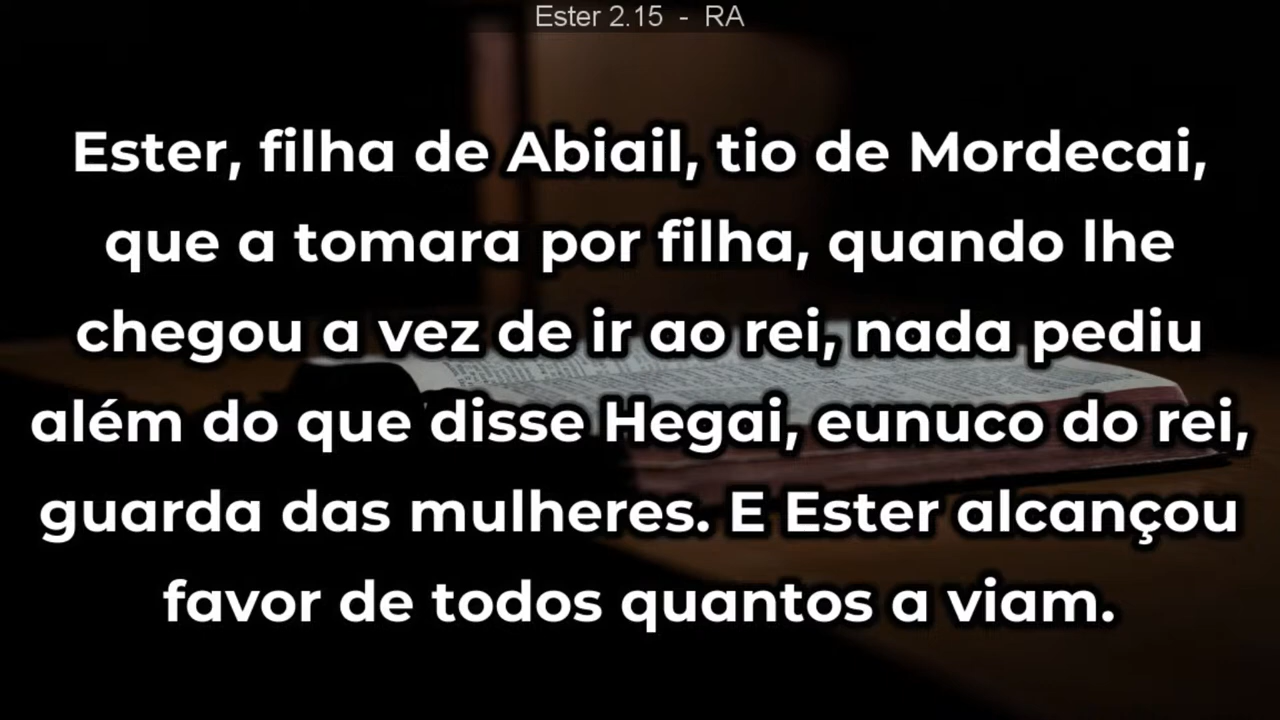 Ester 2.15 - RA
Ester, filha de Abiail, tio de Mordecai,
que a tomara por filha, quando lhe
chegou a vez de ir ao rei, nada pediu
além do que disse Hegai, eunuco do rei,
guarda das mulheres. E Ester alcançou
favor de todos quantos a viam.